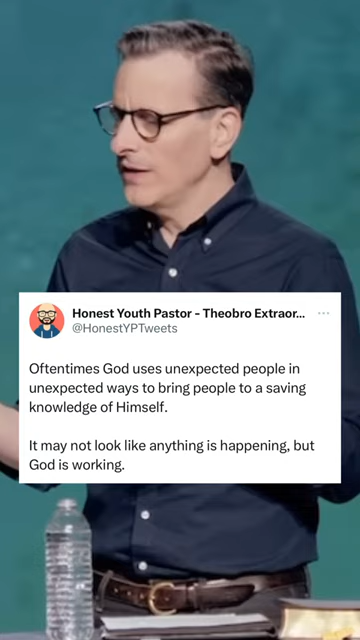 Honest Youth Pastor - Theobro Extraor...
@HonestYPTweets
Oftentimes God uses unexpected people in
unexpected ways to bring people to a saving
knowledge of Himself.
It may not look like anything is happening, but
God is working.